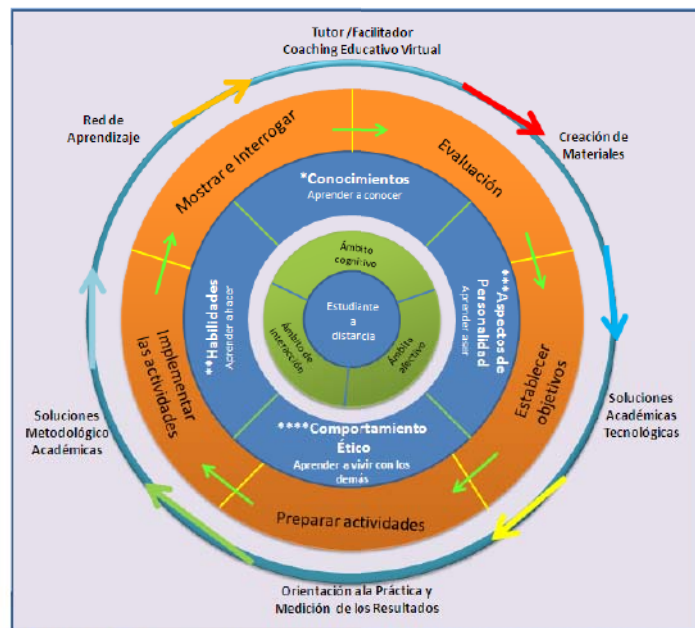 Tutor /Facilitador
Coaching Educativo Virtual
Red de
Aprendizaje
Creación de
Materiales
Mostrar e Interrogar
Evaluación
*Conocimientos
Aprender a conocer
Ámbito
cognitivo
Estudiante
a
distancia
Ámbito de
interacción
Ámbito afectivo
**Habilidades
Aprender a hacer
***Aspectos de
Personalidad
Aprender a ser
Implementar
las actividades
Establecer
objetivos
****Comportamiento
Ético
Aprender a vivir con los
demás
Preparar actividades
Soluciones
Metodológico
Académicas
Soluciones
Académicas
Tecnológicas
Orientación a la Práctica y
Medición de los Resultados